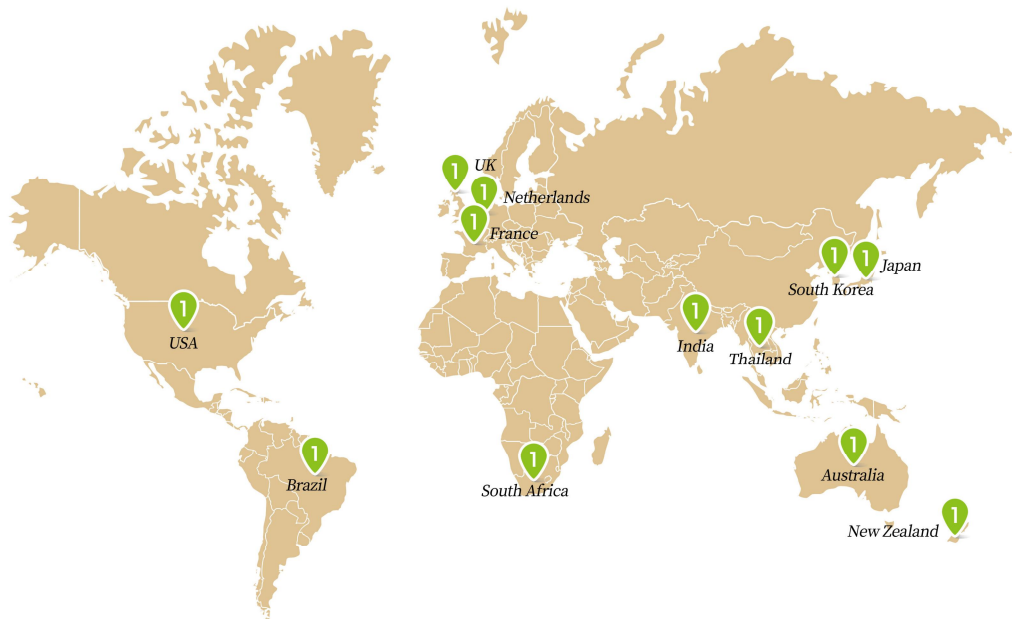 1
UK
1
Netherlands
1
France
1
1
Japan
South Korea
1
USA
1
India
1
Thailand
1
Brazil
1
South Africa
1
Australia
1
New Zealand